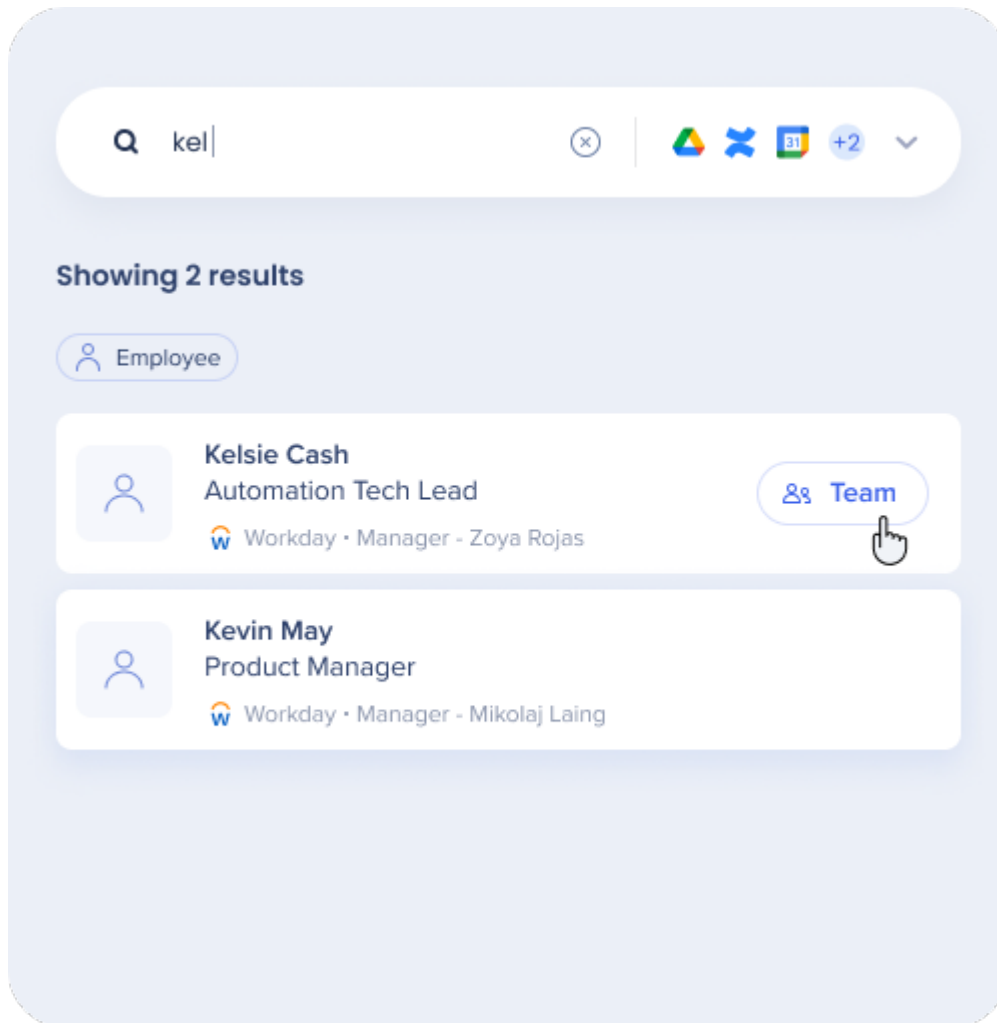 kel
31
+2
Showing 2 results
Employee
Kelsie Cash
Automation Tech Lead
W Workday • Manager - Zoya Rojas
Team
Kevin May
Product Manager
W Workday • Manager - Mikolaj Laing